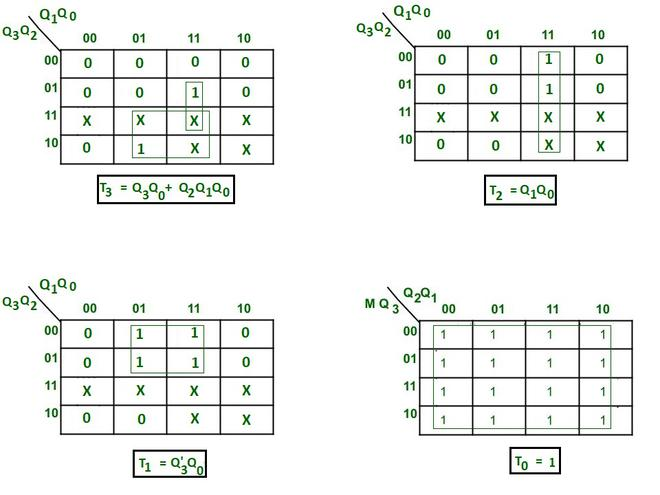 Q1Q0
Q3Q2 00 01 11 10
00 0 0 0 0
01 0 0 1 0
11 X X X X
10 0 1 X X
T3 = Q3Q0+ Q2Q1Q0
Q1Q0
Q3Q2 00 01 11 10
00 0 0 1 0
01 0 0 1 0
11 X X X X
10 0 0 X X
T2 = Q1Q0
Q1Q0
Q3Q2 00 01 11 10
00 0 1 1 0
01 0 1 1 0
11 X X X X
10 0 0 X X
T1 = Q'3Q0
Q2Q1
M Q3 00 01 11 10
00 1 1 1 1
01 1 1 1 1
11 1 1 1 1
10 1 1 1 1
T0 = 1